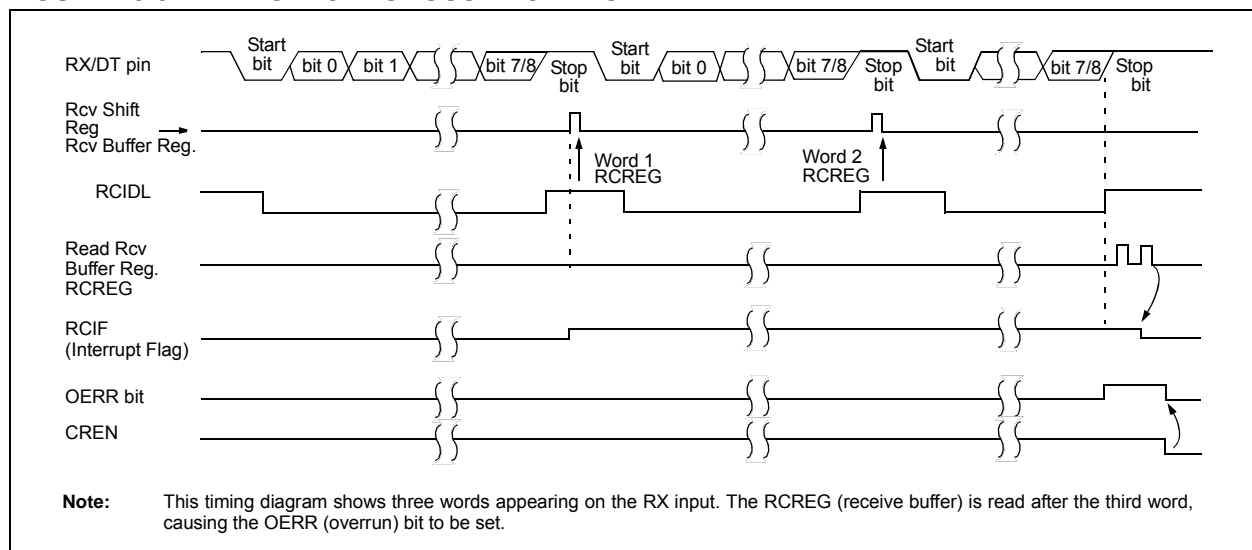 Start
bit
bit 0
bit 1
bit 7/8
Stop
bit
Start
bit
bit 0
bit 7/8
Stop
bit
Start
bit
bit 7/8
Stop
bit
RX/DT pin
Rcv Shift
Reg
Rcv Buffer Reg.
Word 1
RCREG
Word 2
RCREG
RCIDL
Read Rcv
Buffer Reg.
RCREG
RCIF
(Interrupt Flag)
OERR bit
CREN
Note: This timing diagram shows three words appearing on the RX input. The RCREG (receive buffer) is read after the third word,
causing the OERR (overrun) bit to be set.